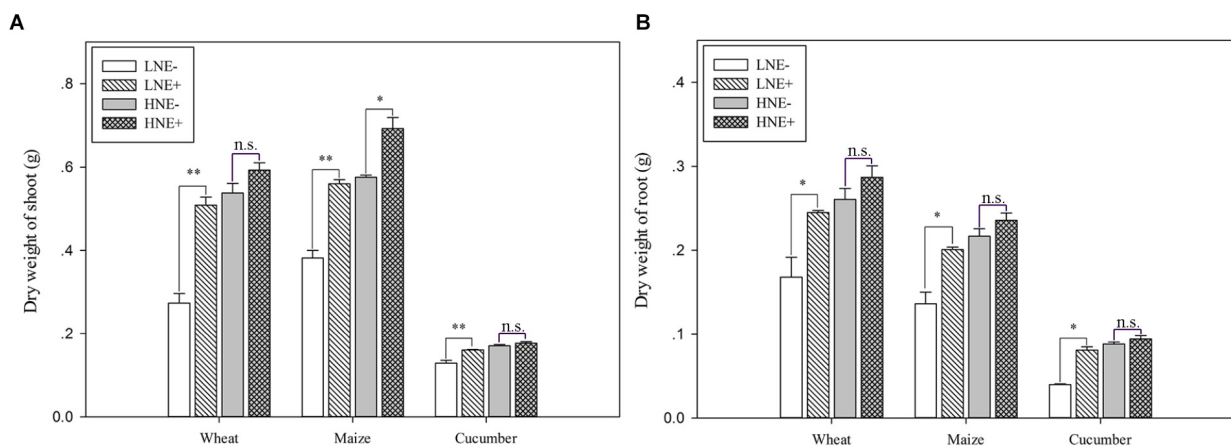 A
Dry weight of shoot (g)
.8
.6
.4
.2
0.0
LNE-
LNE+
HNE-
HNE+
**
n.s.
**
*
**
n.s.
Wheat
Maize
Cucumber
B
Dry weight of root (g)
.4
.3
.2
.1
0.0
LNE-
LNE+
HNE-
HNE+
*
n.s.
*
n.s.
*
n.s.
Wheat
Maize
Cucumber